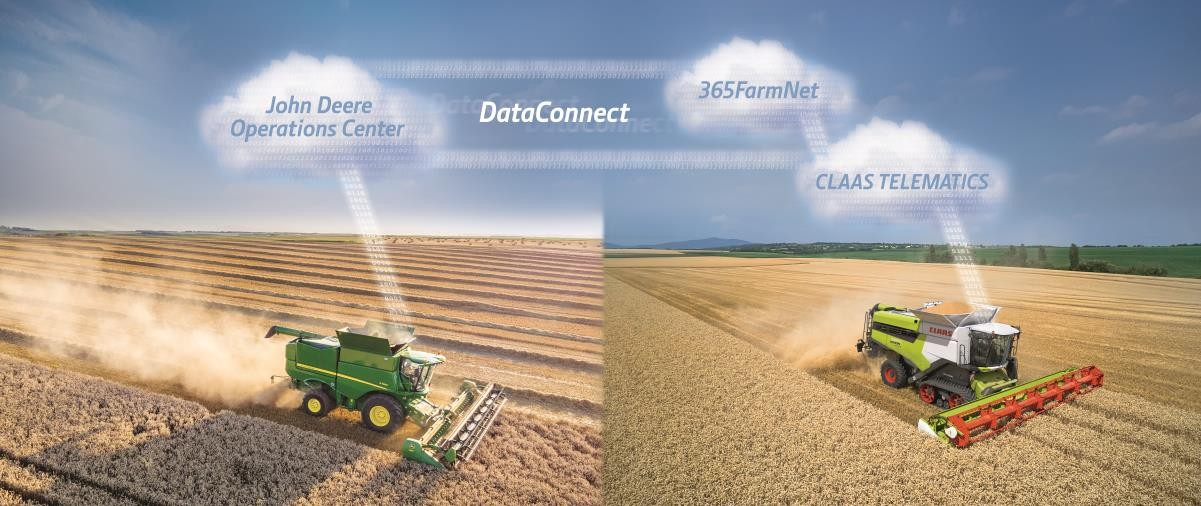 John Deere
Operations Center
DataConnect
365FarmNet
CLAAS TELEMATICS
CLAAS